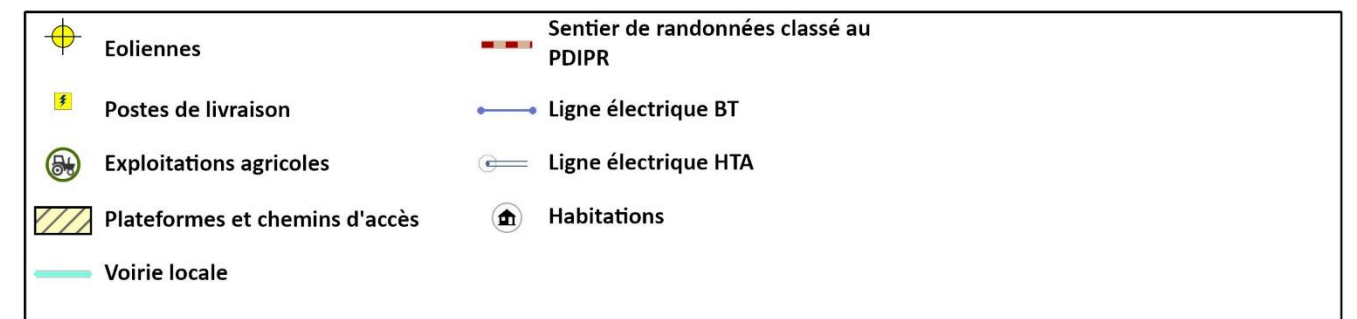 Eoliennes
Postes de livraison
Exploitations agricoles
Plateformes et chemins d'accès
Voirie locale
Sentier de randonnées classé au
PDIPR
Ligne électrique BT
Ligne électrique HTA
Habitations